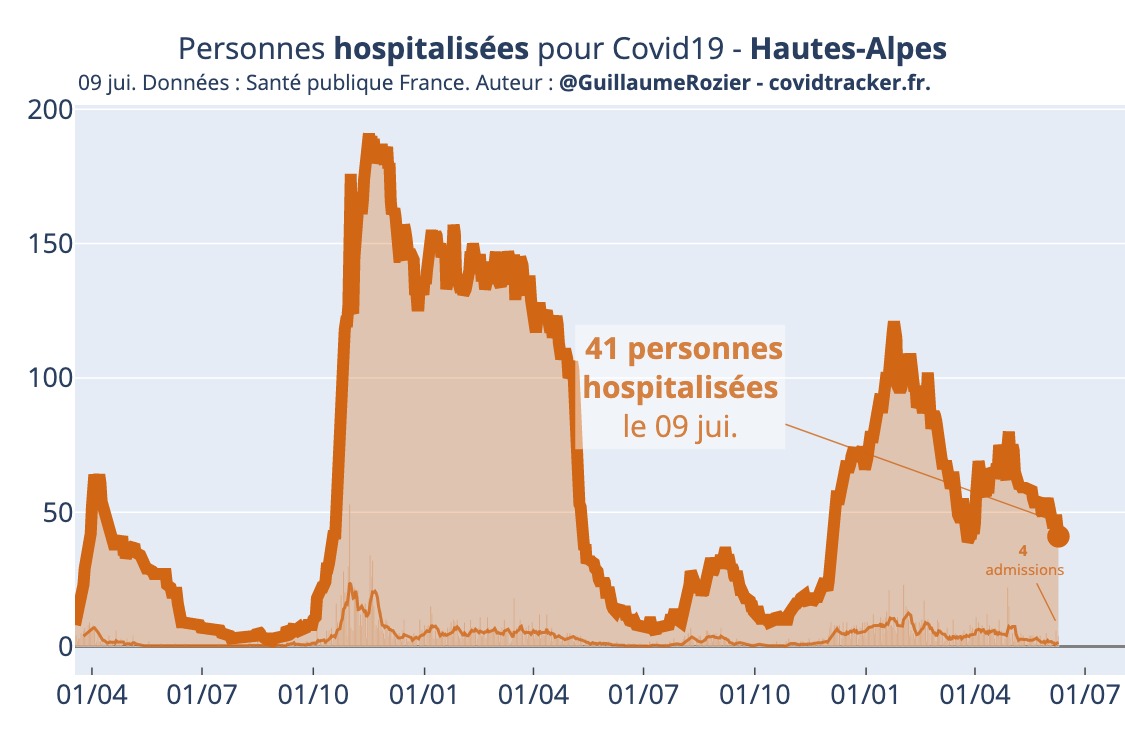 Personnes hospitalisées pour Covid19 - Hautes-Alpes
09 jui. Données : Santé publique France. Auteur : @GuillaumeRozier - covidtracker.fr.
200
150
100
50
0
41 personnes
hospitalisées
le 09 jui.
4
admissions
01/04 01/07 01/10 01/01 01/04 01/07 01/10 01/01 01/04 01/07